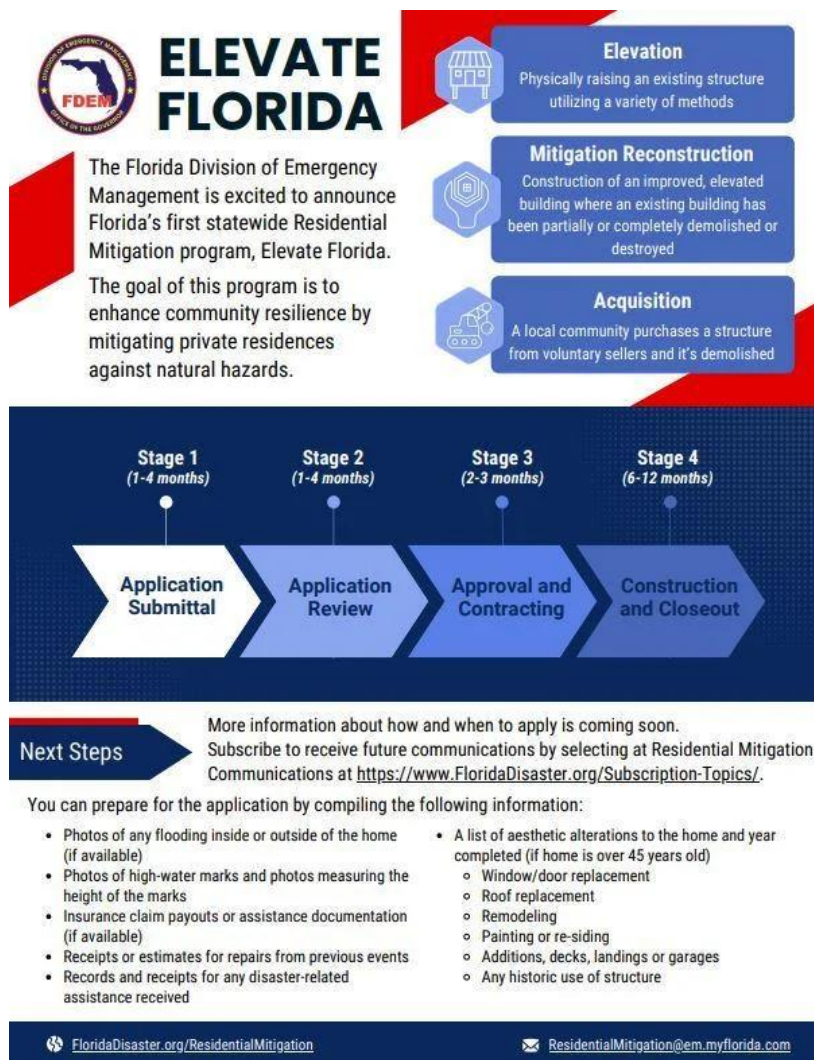 DIVISION OF EMERGENCY MANAGEMENT
FDEM
OFFICE OF THE GOVERNOR
ELEVATE
FLORIDA
The Florida Division of Emergency
Management is excited to announce
Florida's first statewide Residential
Mitigation program, Elevate Florida.
The goal of this program is to
enhance community resilience by
mitigating private residences
against natural hazards.
Elevation
Physically raising an existing structure
utilizing a variety of methods
Mitigation Reconstruction
Construction of an improved, elevated
building where an existing building has
been partially or completely demolished or
destroyed
Acquisition
A local community purchases a structure
from voluntary sellers and it's demolished
Stage 1
(1-4 months)
Application
Submittal
Stage 2
(1-4 months)
Application
Review
Stage 3
(2-3 months)
Approval and
Contracting
Stage 4
(6-12 months)
Construction
and Closeout
Next Steps
More information about how and when to apply is coming soon.
Subscribe to receive future communications by selecting at Residential Mitigation
Communications at https://www.FloridaDisaster.org/Subscription-Topics/.
You can prepare for the application by compiling the following information:
• Photos of any flooding inside or outside of the home
(if available)
• Photos of high-water marks and photos measuring the
height of the marks
• Insurance claim payouts or assistance documentation
(if available)
• Receipts or estimates for repairs from previous events
• Records and receipts for any disaster-related
assistance received
• A list of aesthetic alterations to the home and year
completed (if home is over 45 years old)
○ Window/door replacement
○ Roof replacement
○ Remodeling
○ Painting or re-siding
○ Additions, decks, landings or garages
○ Any historic use of structure
FloridaDisaster.org/ResidentialMitigation
ResidentialMitigation@em.myflorida.com